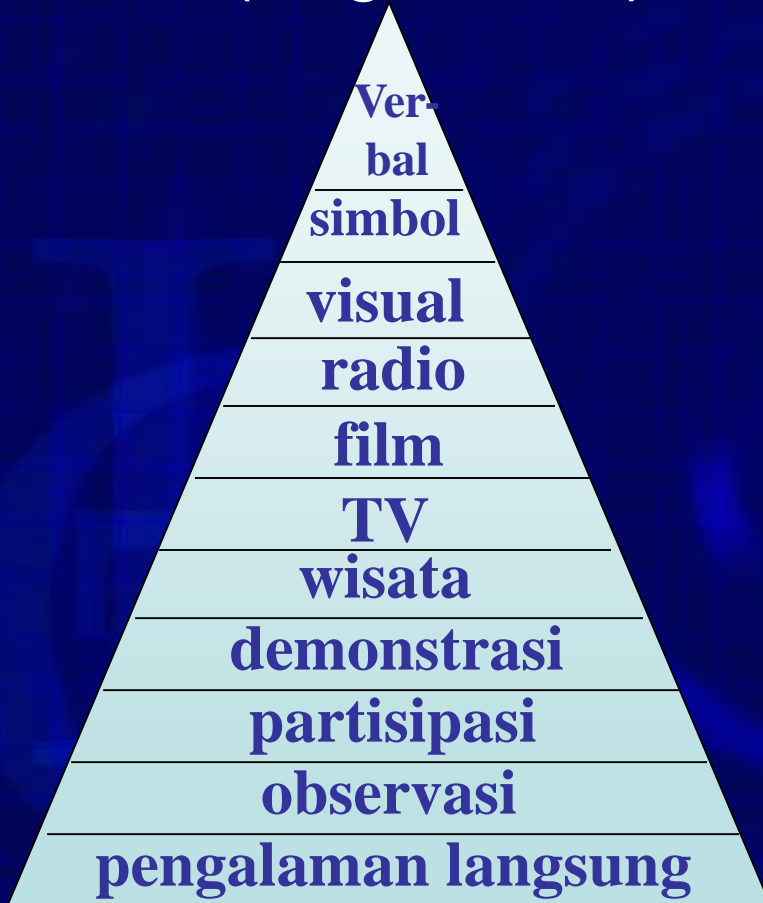 Ver-
bal
simbol
visual
radio
film
TV
wisata
demonstrasi
partisipasi
observasi
pengalaman langsung